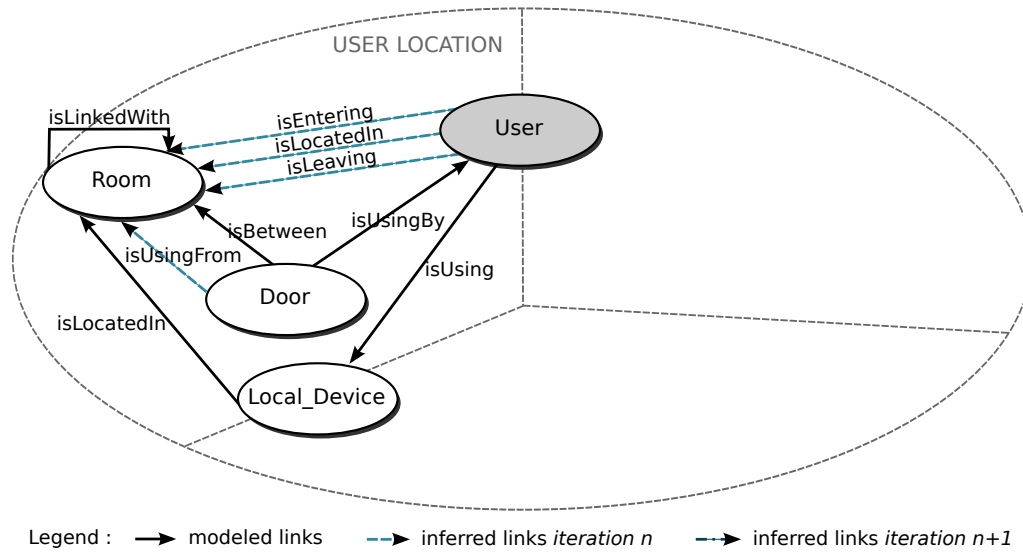 USER LOCATION
isLinkedWith
isEntering
User
isLocatedIn
isLeaving
Room
isBetween
isUsingBy
isUsingFrom
isUsing
Door
isLocatedIn
Local_Device
Legend : modeled links inferred links iteration n inferred links iteration n+1